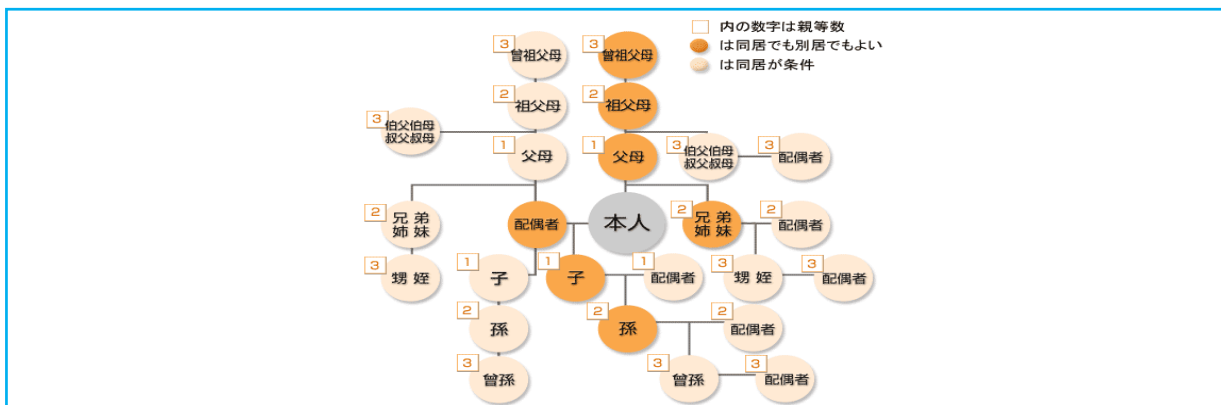 内の数字は親等数
は同居でも別居でもよい
は同居が条件
3 曾祖父母
3 曾祖父母
2 祖父母
2 祖父母
3 伯父伯母
叔父叔母
1 父母
1 父母
3 伯父伯母
叔父叔母
3 配偶者
2 兄弟
姉妹
配偶者
本人
2 兄弟
姉妹
2 配偶者
3 甥姪
1 子
1 子
1 配偶者
3 甥姪
3 配偶者
2 孫
2 孫
2 配偶者
3 曾孫
3 曾孫
3 配偶者